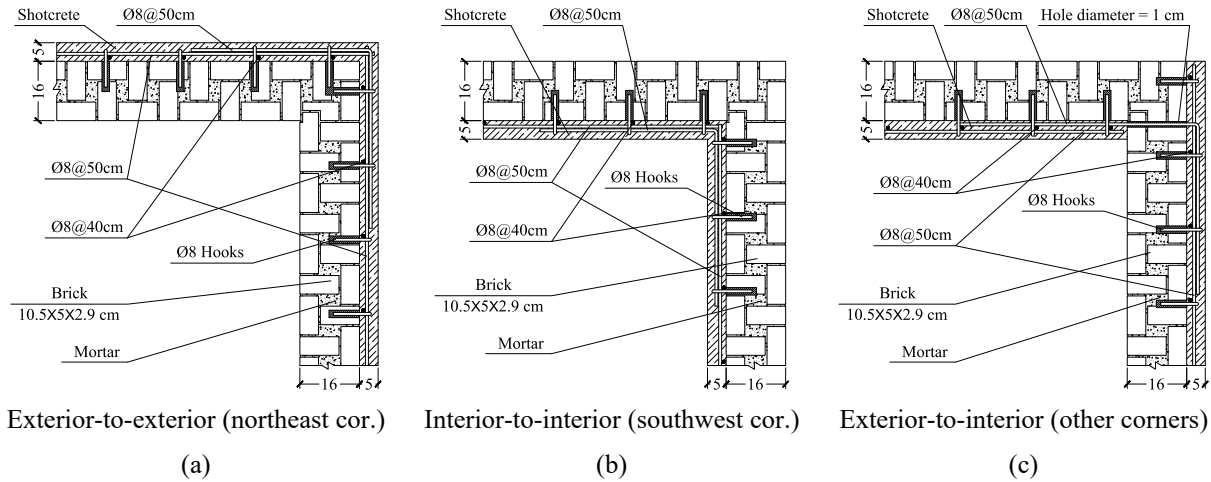 Shotcrete
Ø8@50cm
5
16
Ø8@50cm
Ø8@40cm
Ø8 Hooks
Brick
10.5X5X2.9 cm
Mortar
16
5
Exterior-to-exterior (northeast cor.)
(a)
Shotcrete
Ø8@50cm
16
5
Ø8@50cm
Ø8 Hooks
Ø8@40cm
Brick
10.5X5X2.9 cm
Mortar
5
16
Interior-to-interior (southwest cor.)
(b)
Shotcrete
Ø8@50cm
Hole diameter = 1 cm
16
5
Ø8@40cm
Ø8 Hooks
Ø8@50cm
Brick
10.5X5X2.9 cm
Mortar
16
5
Exterior-to-interior (other corners)
(c)